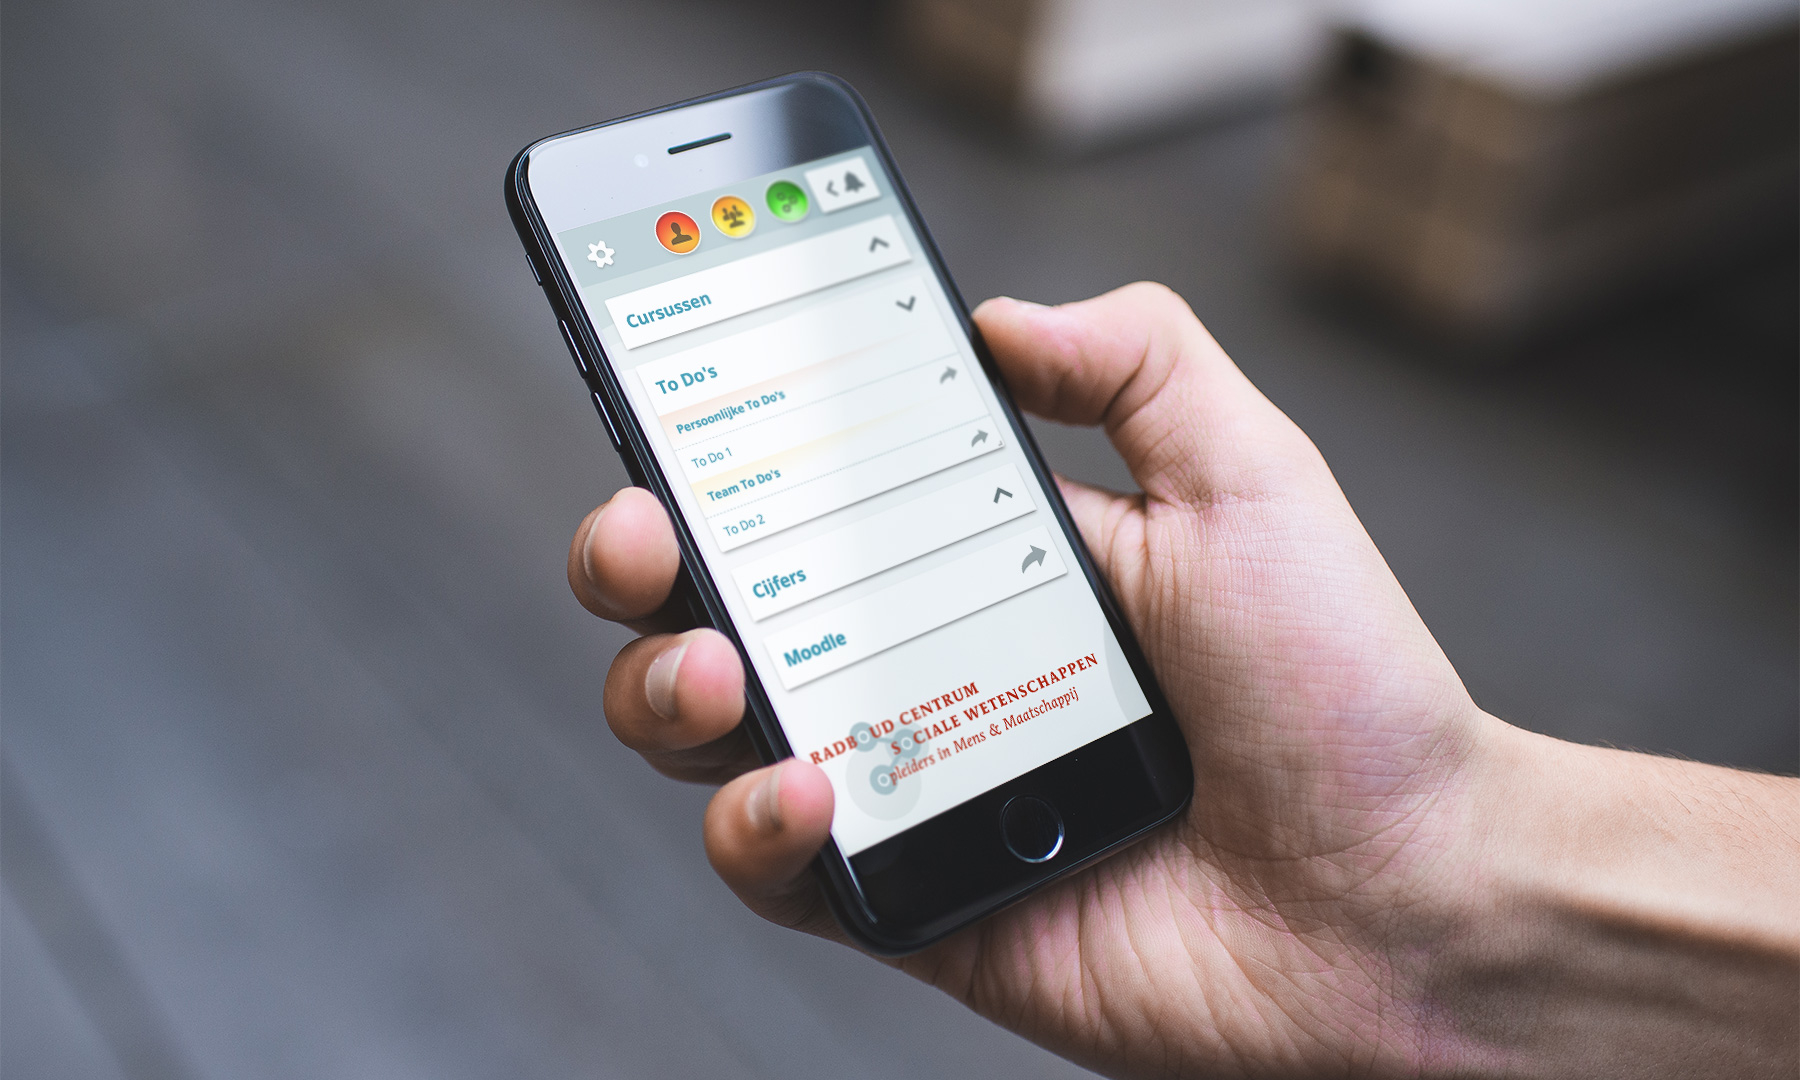 Cursussen
To Do's
Persoonlijke To Do's
To Do 1
Team To Do's
To Do 2
Cijfers
Moodle
RADBOUD CENTRUM
SOCIALE WETENSCHAPPEN
Opleiders in Mens & Maatschappij